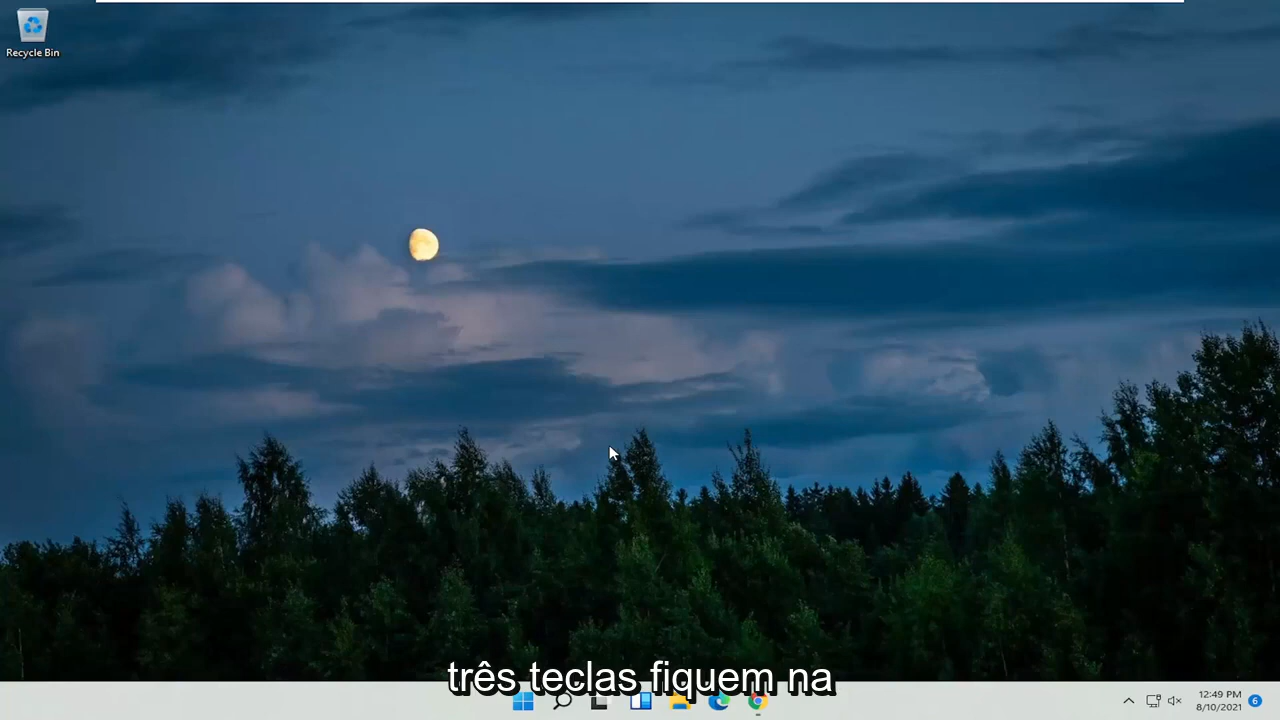 Recycle Bin
três teclas fiquem na
12:49 PM
8/10/2021
6